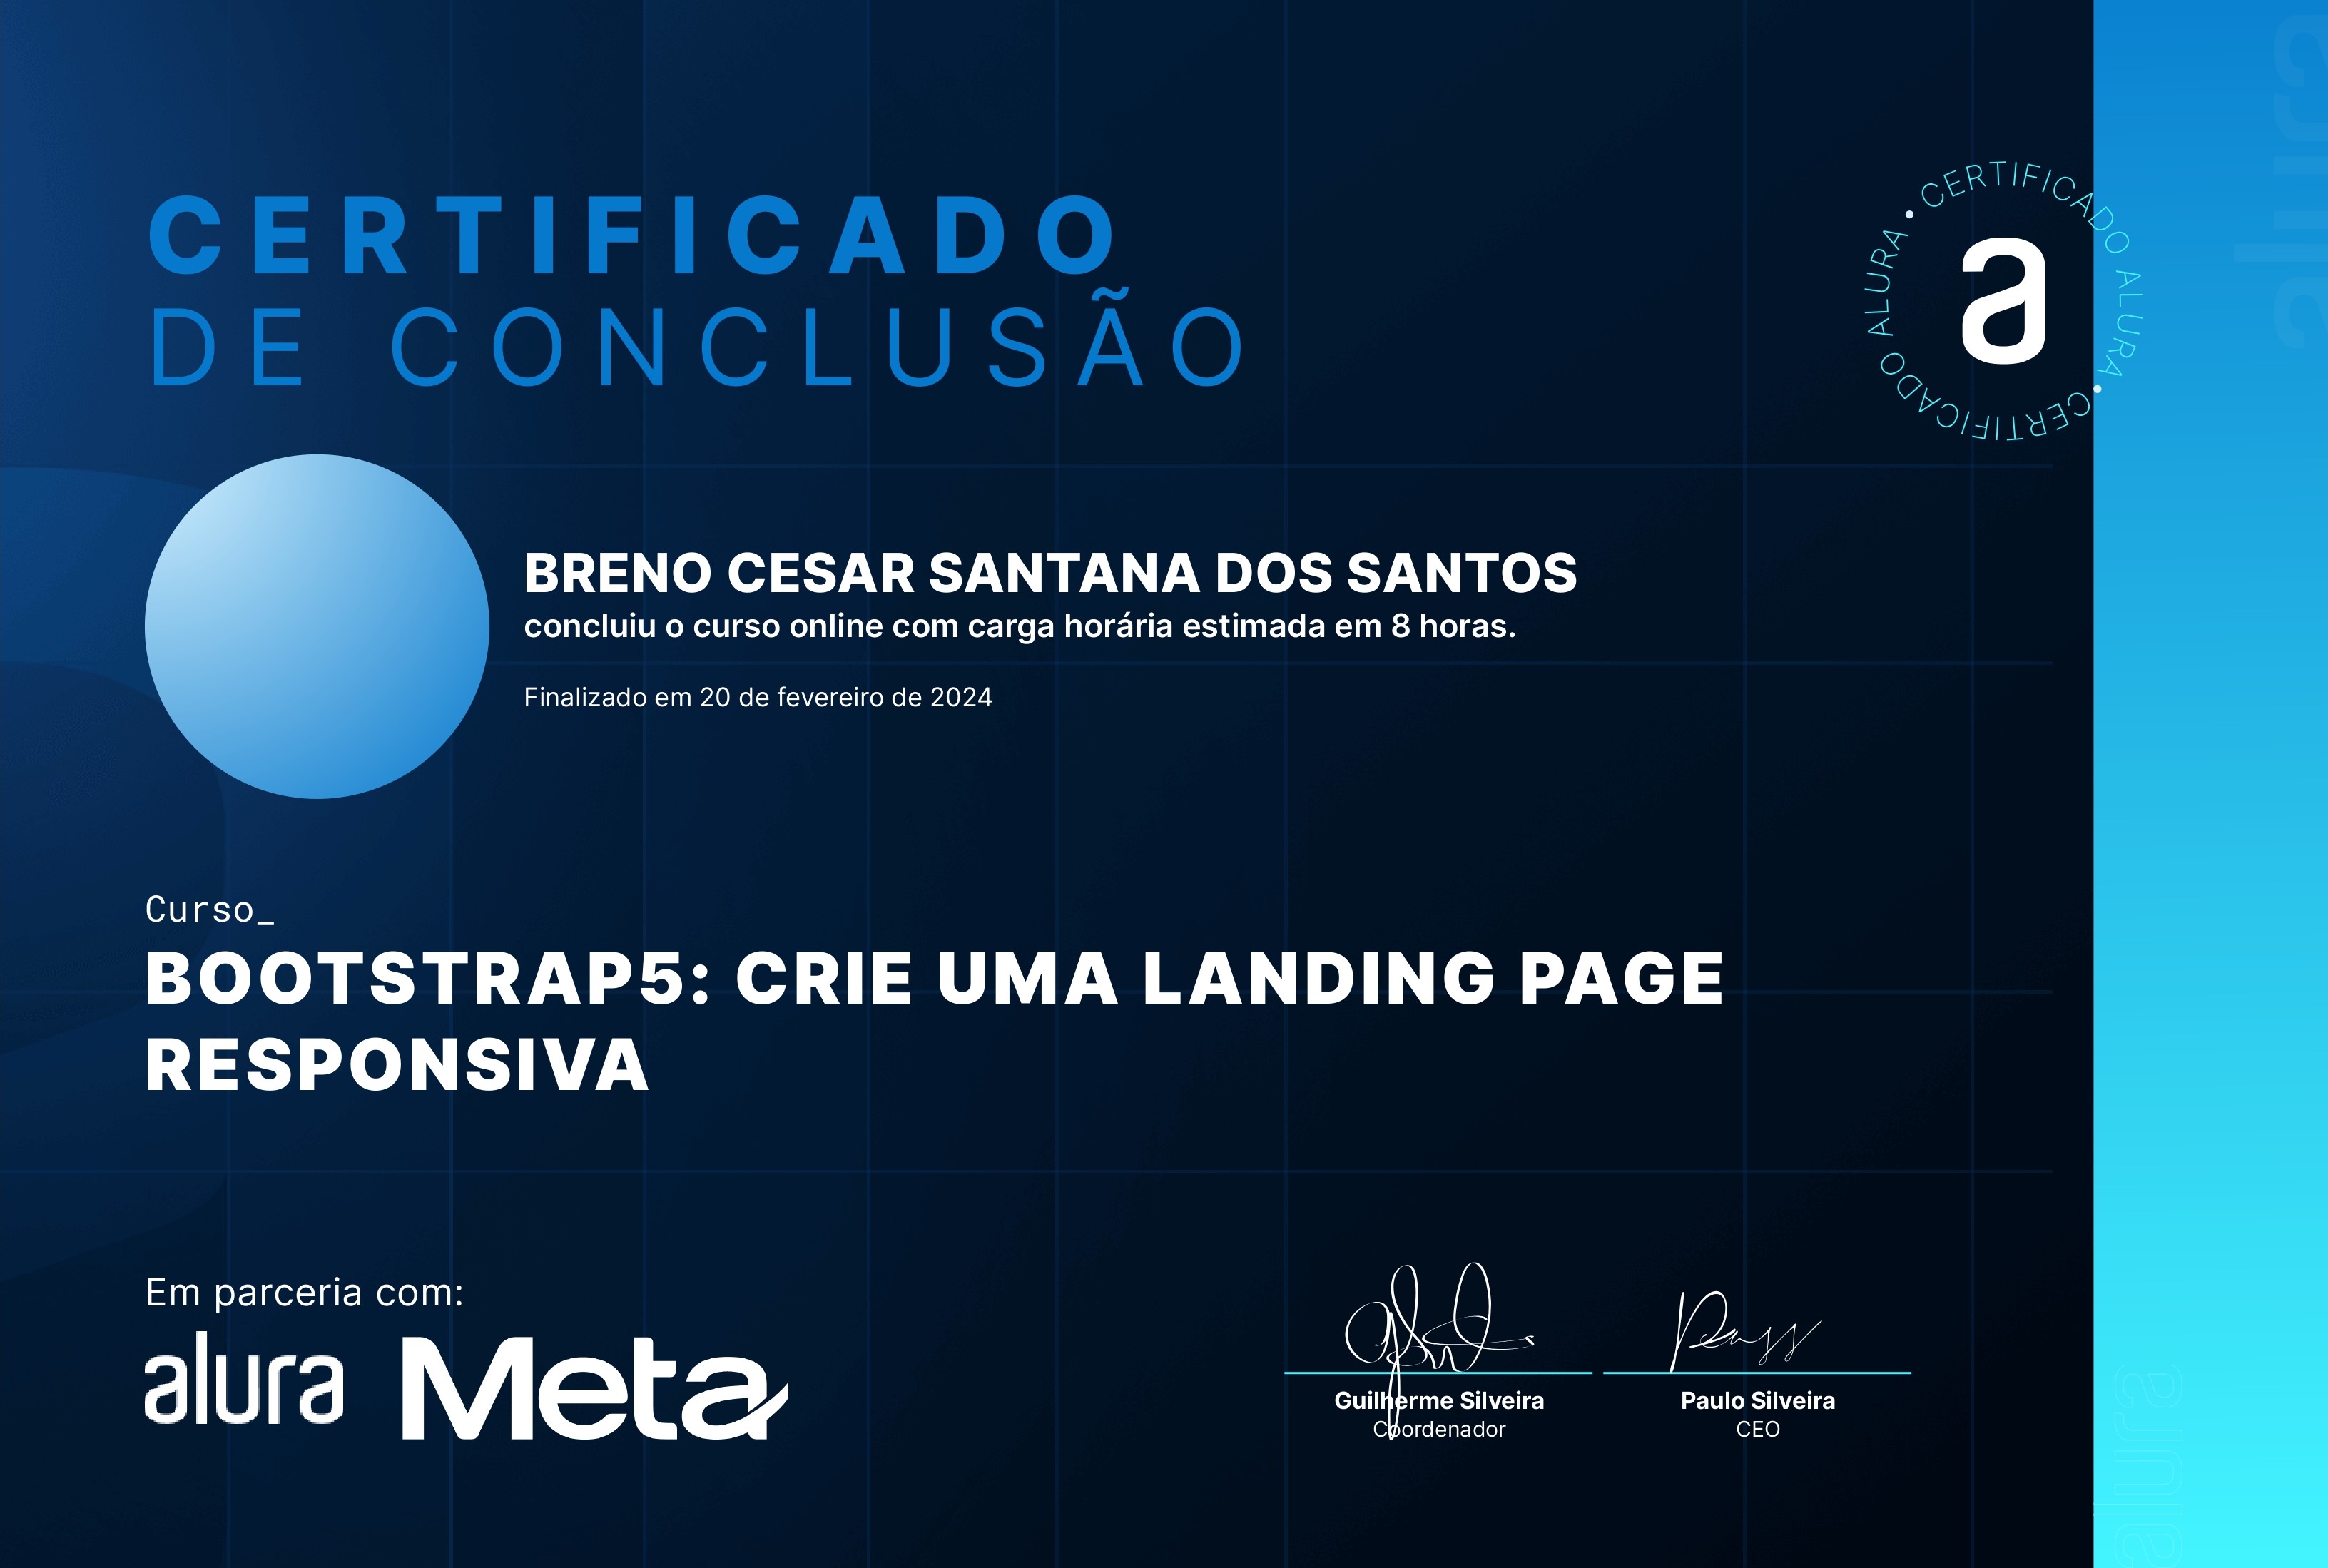 CERTIFICADO
DE CONCLUSÃO
CERTIFICADO ALURA • CERTIFICADO ALURA •
a
alura
BRENO CESAR SANTANA DOS SANTOS
concluiu o curso online com carga horária estimada em 8 horas.
Finalizado em 20 de fevereiro de 2024
Curso_
BOOTSTRAP5: CRIE UMA LANDING PAGE
RESPONSIVA
Em parceria com:
alura Meta
Guilherme Silveira
Coordenador
Paulo Silveira
CEO
alura